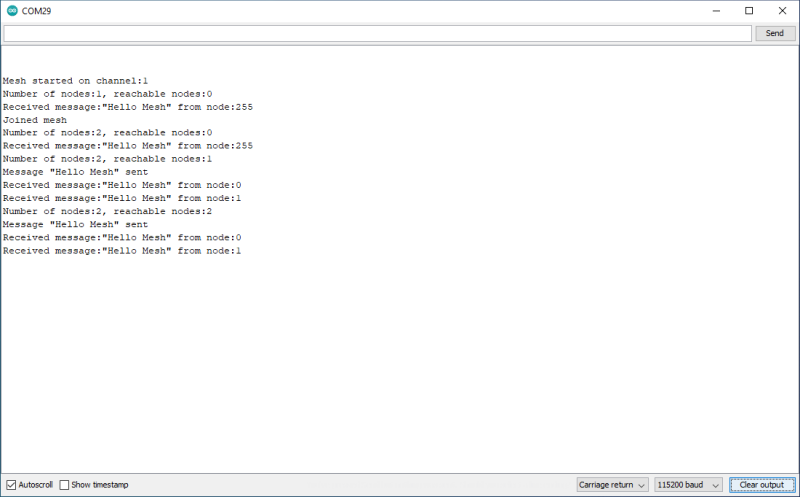 COM29
Send
Mesh started on channel:1
Number of nodes:1, reachable nodes:0
Received message:"Hello Mesh" from node:255
Joined mesh
Number of nodes:2, reachable nodes:0
Received message:"Hello Mesh" from node:255
Number of nodes:2, reachable nodes:1
Message "Hello Mesh" sent
Received message:"Hello Mesh" from node:0
Received message:"Hello Mesh" from node:1
Number of nodes:2, reachable nodes:2
Message "Hello Mesh" sent
Received message:"Hello Mesh" from node:0
Received message:"Hello Mesh" from node:1
Autoscroll Show timestamp Carriage return 115200 baud Clear output